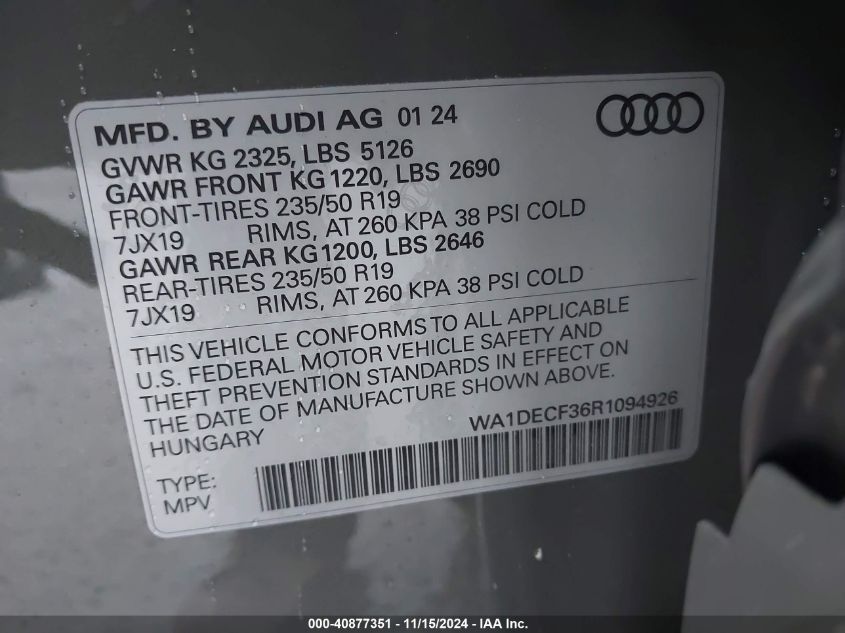 MFD. BY AUDI AG 01 24
GVWR KG 2325, LBS 5126
GAWR FRONT KG 1220, LBS 2690
FRONT-TIRES 235/50 R19
7JX19 RIMS, AT 260 KPA 38 PSI COLD
GAWR REAR KG 1200, LBS 2646
REAR-TIRES 235/50 R19
7JX19 RIMS, AT 260 KPA 38 PSI COLD
THIS VEHICLE CONFORMS TO ALL APPLICABLE
U.S. FEDERAL MOTOR VEHICLE SAFETY AND
THEFT PREVENTION STANDARDS IN EFFECT ON
THE DATE OF MANUFACTURE SHOWN ABOVE.
HUNGARY WA1DECF36R1094926
TYPE:
MPV
000-40877351 - 11/15/2024 - IAA Inc.